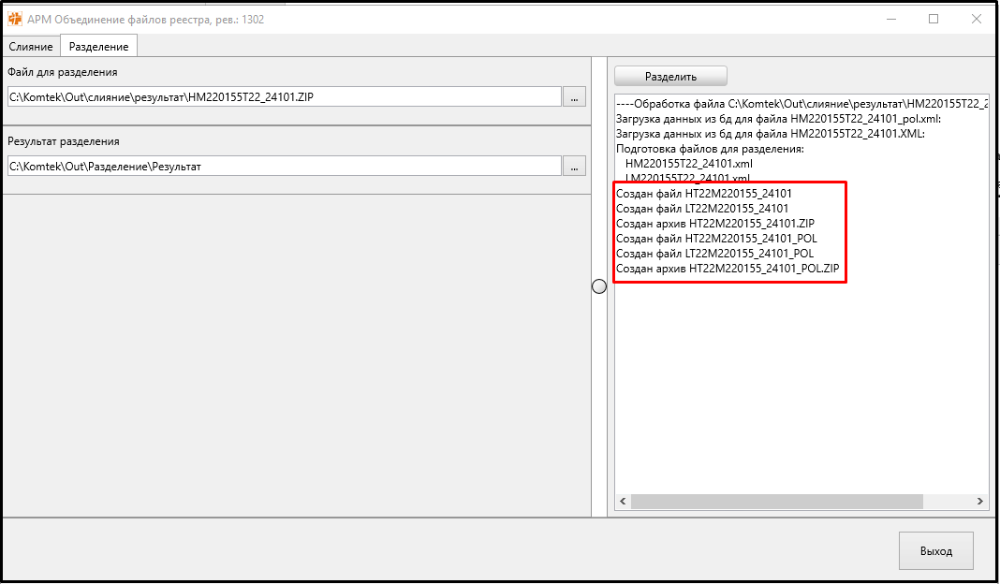 АРМ Объединение файлов реестра, рев.: 1302
Слияние
Разделение
Файл для разделения
C:\Komtek\Out\слияние\результат\HM220155T22_24101.ZIP
...
Результат разделения
C:\Komtek\Out\Разделение\Результат
...
Разделить
----Обработка файла C:\Komtek\Out\слияние\результат\HM220155T22_2
Загрузка данных из бд для файла HM220155T22_24101_pol.xml:
Загрузка данных из бд для файла HM220155T22_24101.XML:
Подготовка файлов для разделения:
HM220155T22_24101.xml
LM220155T22_24101.xml
Создан файл HT22M220155_24101
Создан файл LT22M220155_24101
Создан архив HT22M220155_24101.ZIP
Создан файл HT22M220155_24101_POL
Создан файл LT22M220155_24101_POL
Создан архив HT22M220155_24101_POL.ZIP
Выход